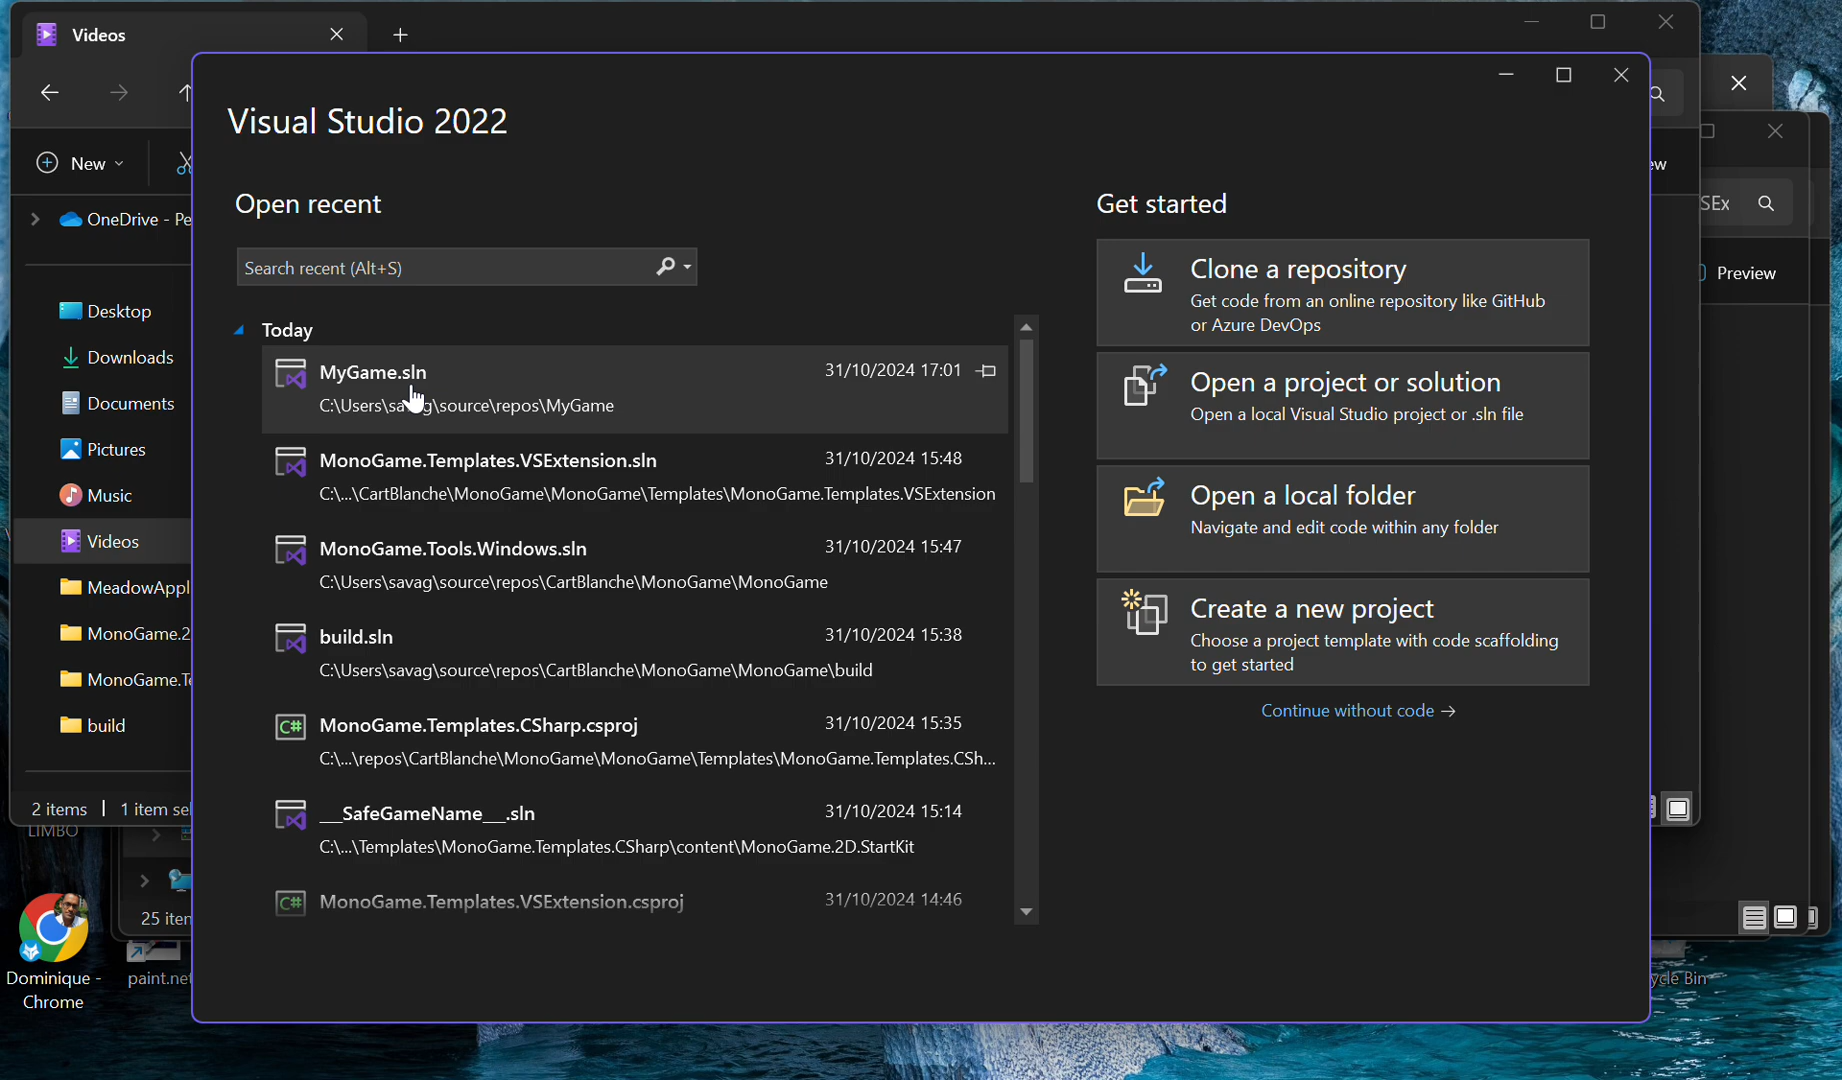 Videos
New
OneDrive - Pe
Desktop
Downloads
Documents
Pictures
Music
Videos
MeadowAppl
MonoGame.2
MonoGame.Te
build
2 items | 1 item sel
LIMBO
25 iten
Dominique -
Chrome
paint.net
Visual Studio 2022
Open recent
Search recent (Alt+S)
Today
MyGame.sln 31/10/2024 17:01
C:\Users\savag\source\repos\MyGame
MonoGame.Templates.VSExtension.sln 31/10/2024 15:48
C:\...\CartBlanche\MonoGame\MonoGame\Templates\MonoGame.Templates.VSExtension
MonoGame.Tools.Windows.sln 31/10/2024 15:47
C:\Users\savag\source\repos\CartBlanche\MonoGame\MonoGame
build.sln 31/10/2024 15:38
C:\Users\savag\source\repos\CartBlanche\MonoGame\MonoGame\build
C# MonoGame.Templates.CSharp.csproj 31/10/2024 15:35
C:\...\repos\CartBlanche\MonoGame\MonoGame\Templates\MonoGame.Templates.CSh...
__SafeGameName__.sln 31/10/2024 15:14
C:\...\Templates\MonoGame.Templates.CSharp\content\MonoGame.2D.StartKit
C# MonoGame.Templates.VSExtension.csproj 31/10/2024 14:46
Get started
Clone a repository
Get code from an online repository like GitHub
or Azure DevOps
Open a project or solution
Open a local Visual Studio project or .sln file
Open a local folder
Navigate and edit code within any folder
Create a new project
Choose a project template with code scaffolding
to get started
Continue without code →
ew
SEx
Preview
ycle Bin